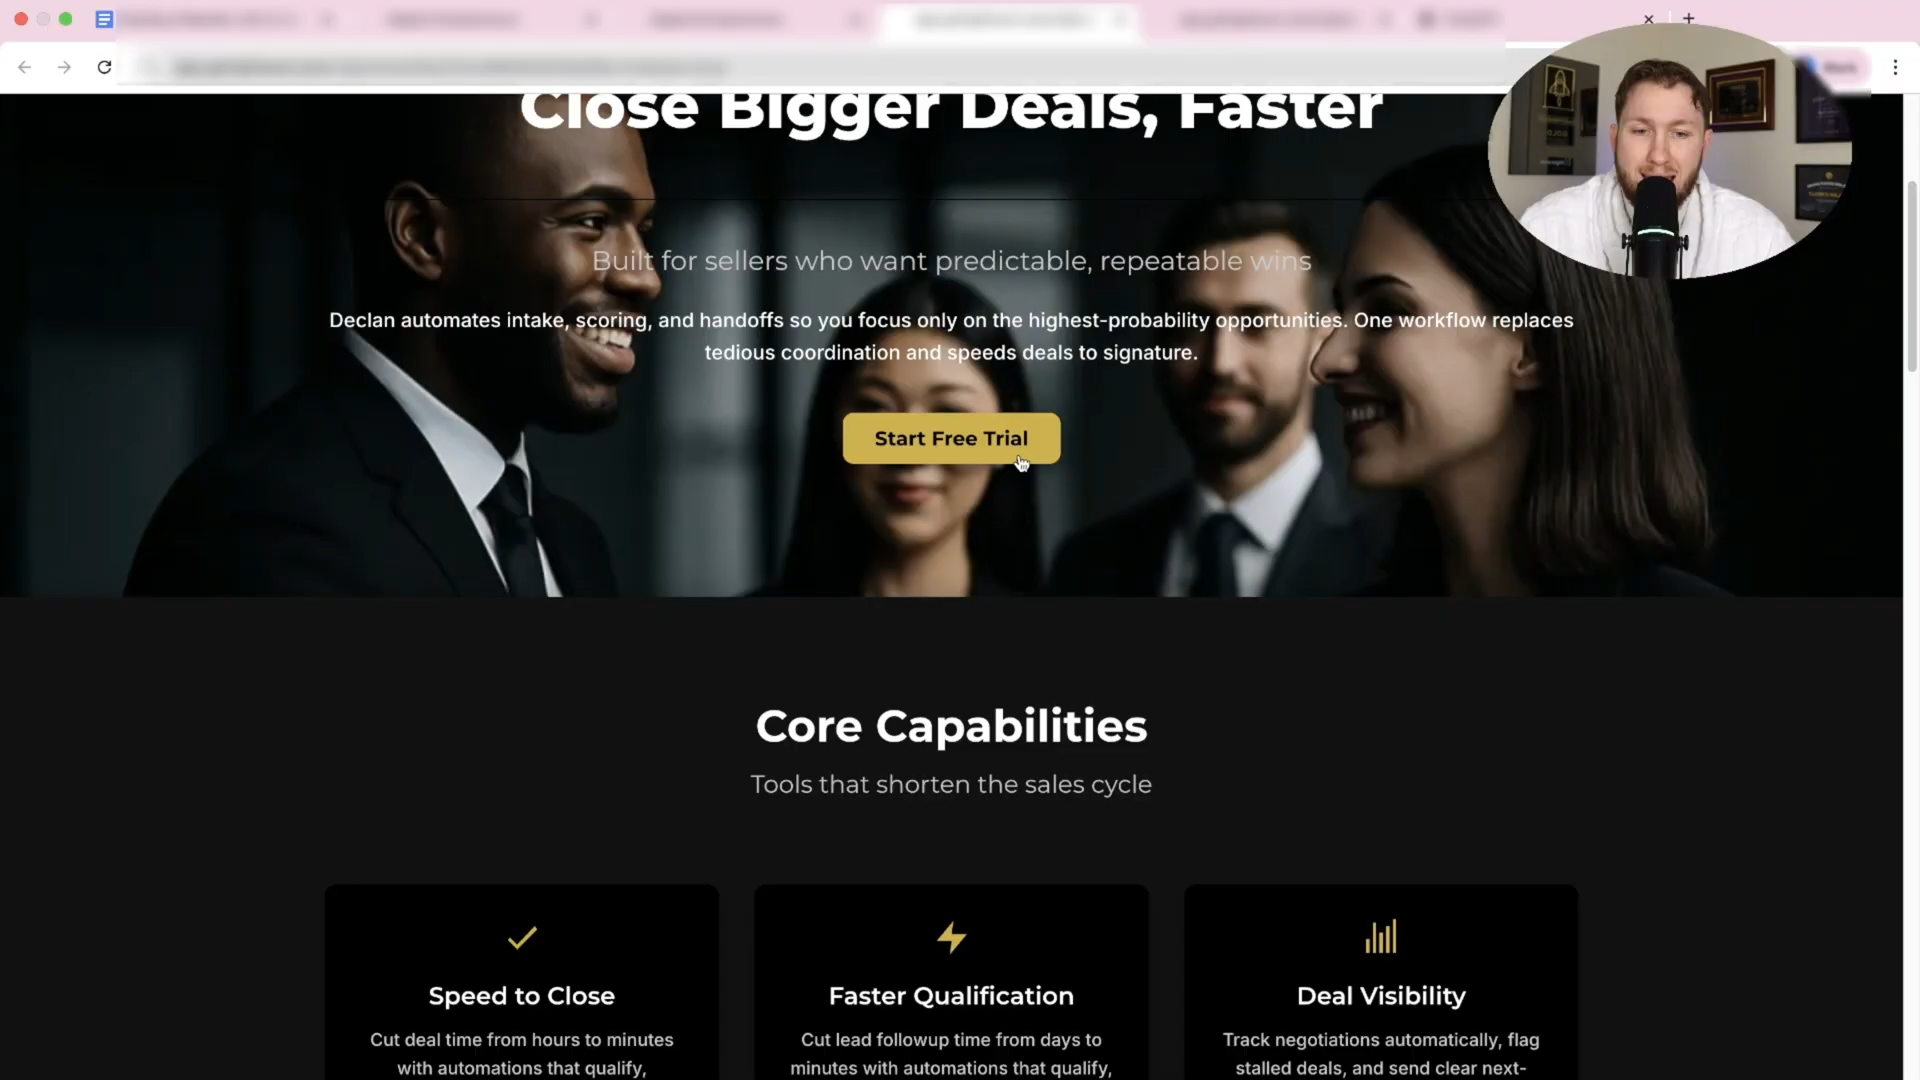 Close Bigger Deals, Faster
Built for sellers who want predictable, repeatable wins
Declan automates intake, scoring, and handoffs so you focus only on the highest-probability opportunities. One workflow replaces
tedious coordination and speeds deals to signature.
Start Free Trial
Core Capabilities
Tools that shorten the sales cycle
Speed to Close
Cut deal time from hours to minutes
with automations that qualify,
Faster Qualification
Cut lead followup time from days to
minutes with automations that qualify,
Deal Visibility
Track negotiations automatically, flag
stalled deals, and send clear next-